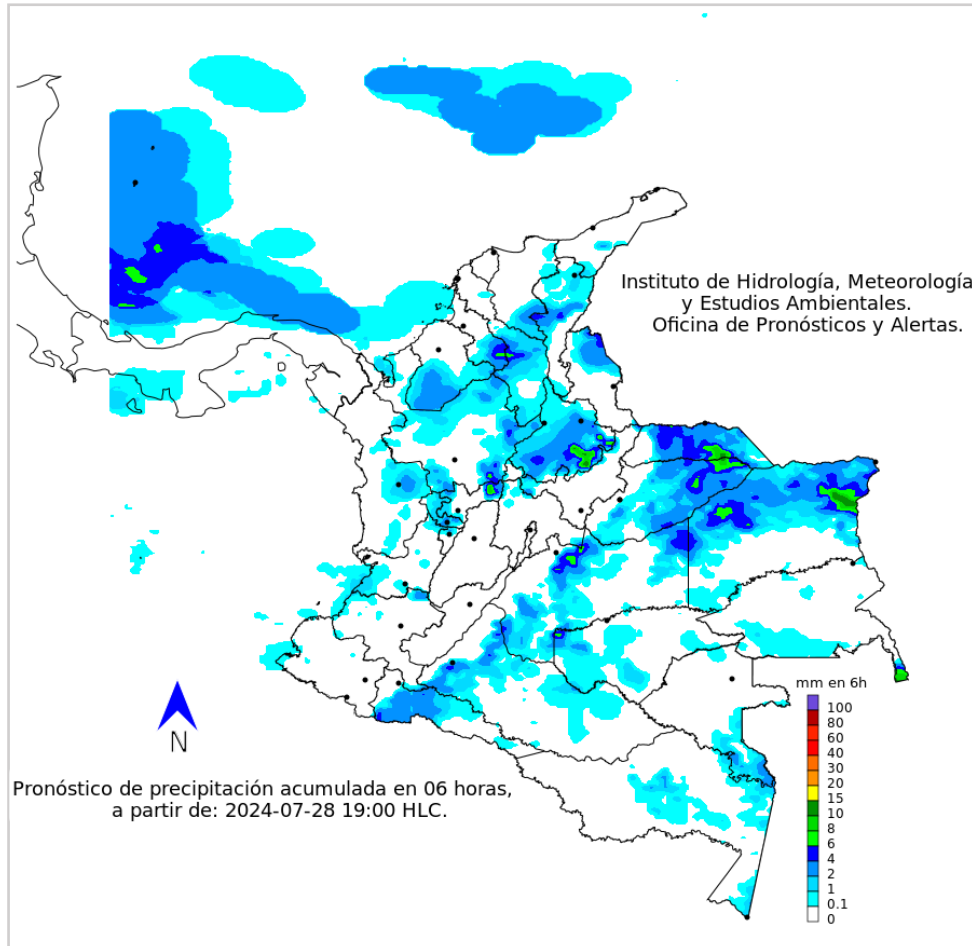 Instituto de Hidrología, Meteorología
y Estudios Ambientales.
Oficina de Pronósticos y Alertas.
mm en 6h
100
80
60
40
30
20
15
10
8
6
4
2
1
0.1
0
N
Pronóstico de precipitación acumulada en 06 horas,
a partir de: 2024-07-28 19:00 HLC.